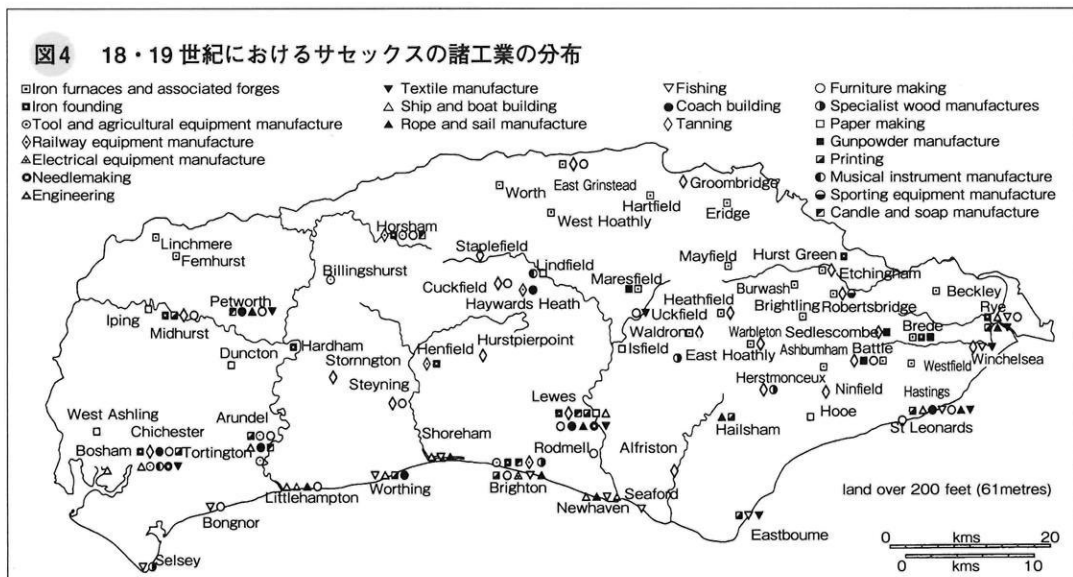 図4 18・19世紀におけるサセックスの諸工業の分布
Iron furnaces and associated forges
Iron founding
Tool and agricultural equipment manufacture
Railway equipment manufacture
Electrical equipment manufacture
Needlemaking
Engineering
Textile manufacture
Ship and boat building
Rope and sail manufacture
Fishing
Coach building
Tanning
Furniture making
Specialist wood manufactures
Paper making
Gunpowder manufacture
Printing
Musical instrument manufacture
Sporting equipment manufacture
Candle and soap manufacture
East Grinstead
Groombridge
Worth
Hartfield
Eridge
West Hoathly
Horsham
Linchmere
Fernhurst
Staplefield
Mayfield
Hurst Green
Billingshurst
Lindfield
Etchingham
Cuckfield
Maresfield
Burwash
Haywards Heath
Heathfield
Brightling
Robertsbridge
Beckley
Petworth
Uckfield
Rye
Iping
Midhurst
Waldron
Warbleton
Sedlescombe
Brede
Hardham
Hurstpierpoint
Isfield
Winchelsea
Duncton
Storrngton
Henfield
East Hoathly
Ashburnham
Battle
Westfield
Steyning
Herstmonceux
Ninfield
Hastings
West Ashling
Arundel
Lewes
Hooe
Chichester
Hailsham
St Leonards
Bosham
Tortington
Shoreham
Rodmell
Alfriston
Brighton
land over 200 feet (61metres)
Littlehampton
Worthing
Newhaven
Seaford
Bongnor
Eastbourne
0 kms 20
0 kms 10
Selsey